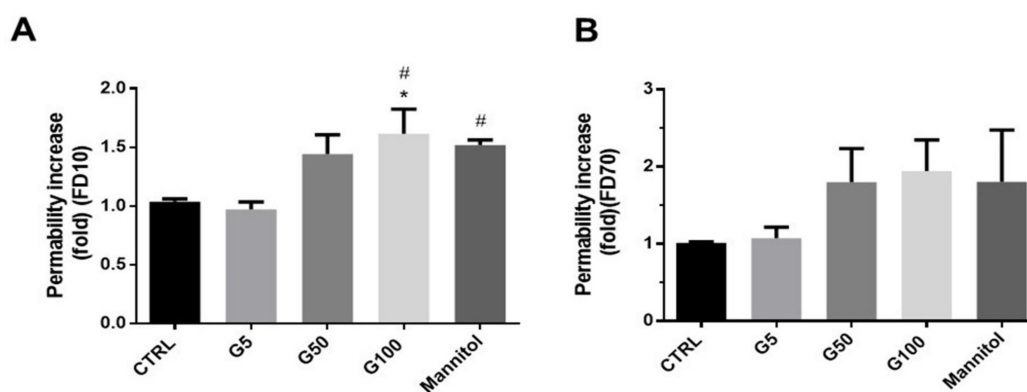 A
Permability increase
(fold) (FD10)
2.0
1.5
1.0
0.5
0.0
#
*
#
CTRL
G5
G50
G100
Mannitol
B
Permability increase
(fold)(FD70)
3
2
1
0
CTRL
G5
G50
G100
Mannitol